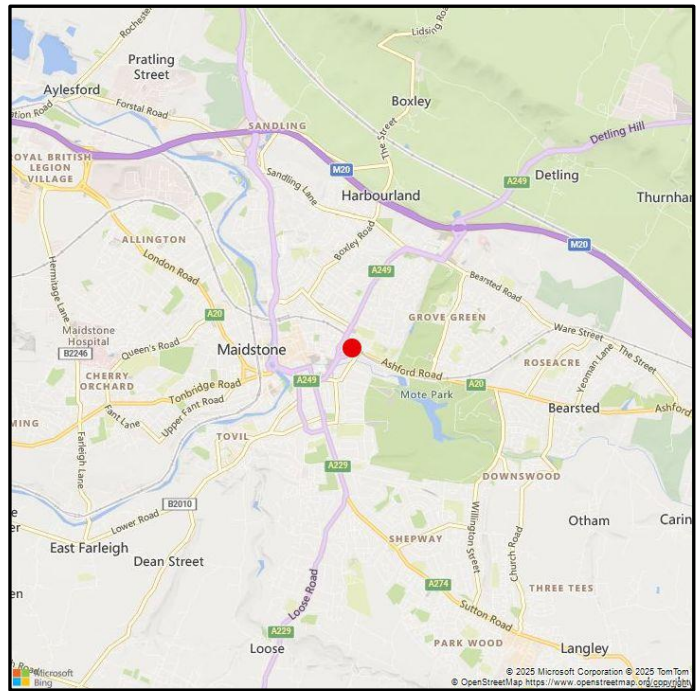 Rochester
Lidsing Road
Pratling
Street
Aylesford
Forstal Road
Boxley
SANDLING
The Street
Detling Hill
OYAL BRITISH
LEGION
VILLAGE
M20
Sandling Lane
A249
Detling
Harbourland
Thurnhar
ALLINGTON
Boxley Road
M20
London Road
A249
Hermitage Lane
Bearsted Road
A20
GROVE GREEN
Maidstone
Hospital
Queen's Road
Ware Street
B2246
Maidstone
The Street
ROSEACRE
Yeoman Lane
CHERRY
ORCHARD
Ashford Road
A249
A20
Tonbridge Road
Mote Park
Fant Lane
Upper Fant Road
Bearsted
Ashford
MING
TOVIL
Farleigh Lane
A229
DOWNSWOOD
B2010
Willington Street
Lower Road
Otham
Carin
SHEPWAY
Church Road
East Farleigh
Dean Street
A274
THREE TEES
en
Loose Road
Sutton Road
A229
PARK WOOD
Loose
Langley
Microsoft
Bing
© 2025 Microsoft Corporation © 2025 TomTom
© OpenStreetMap https://www.openstreetmap.org/copyright